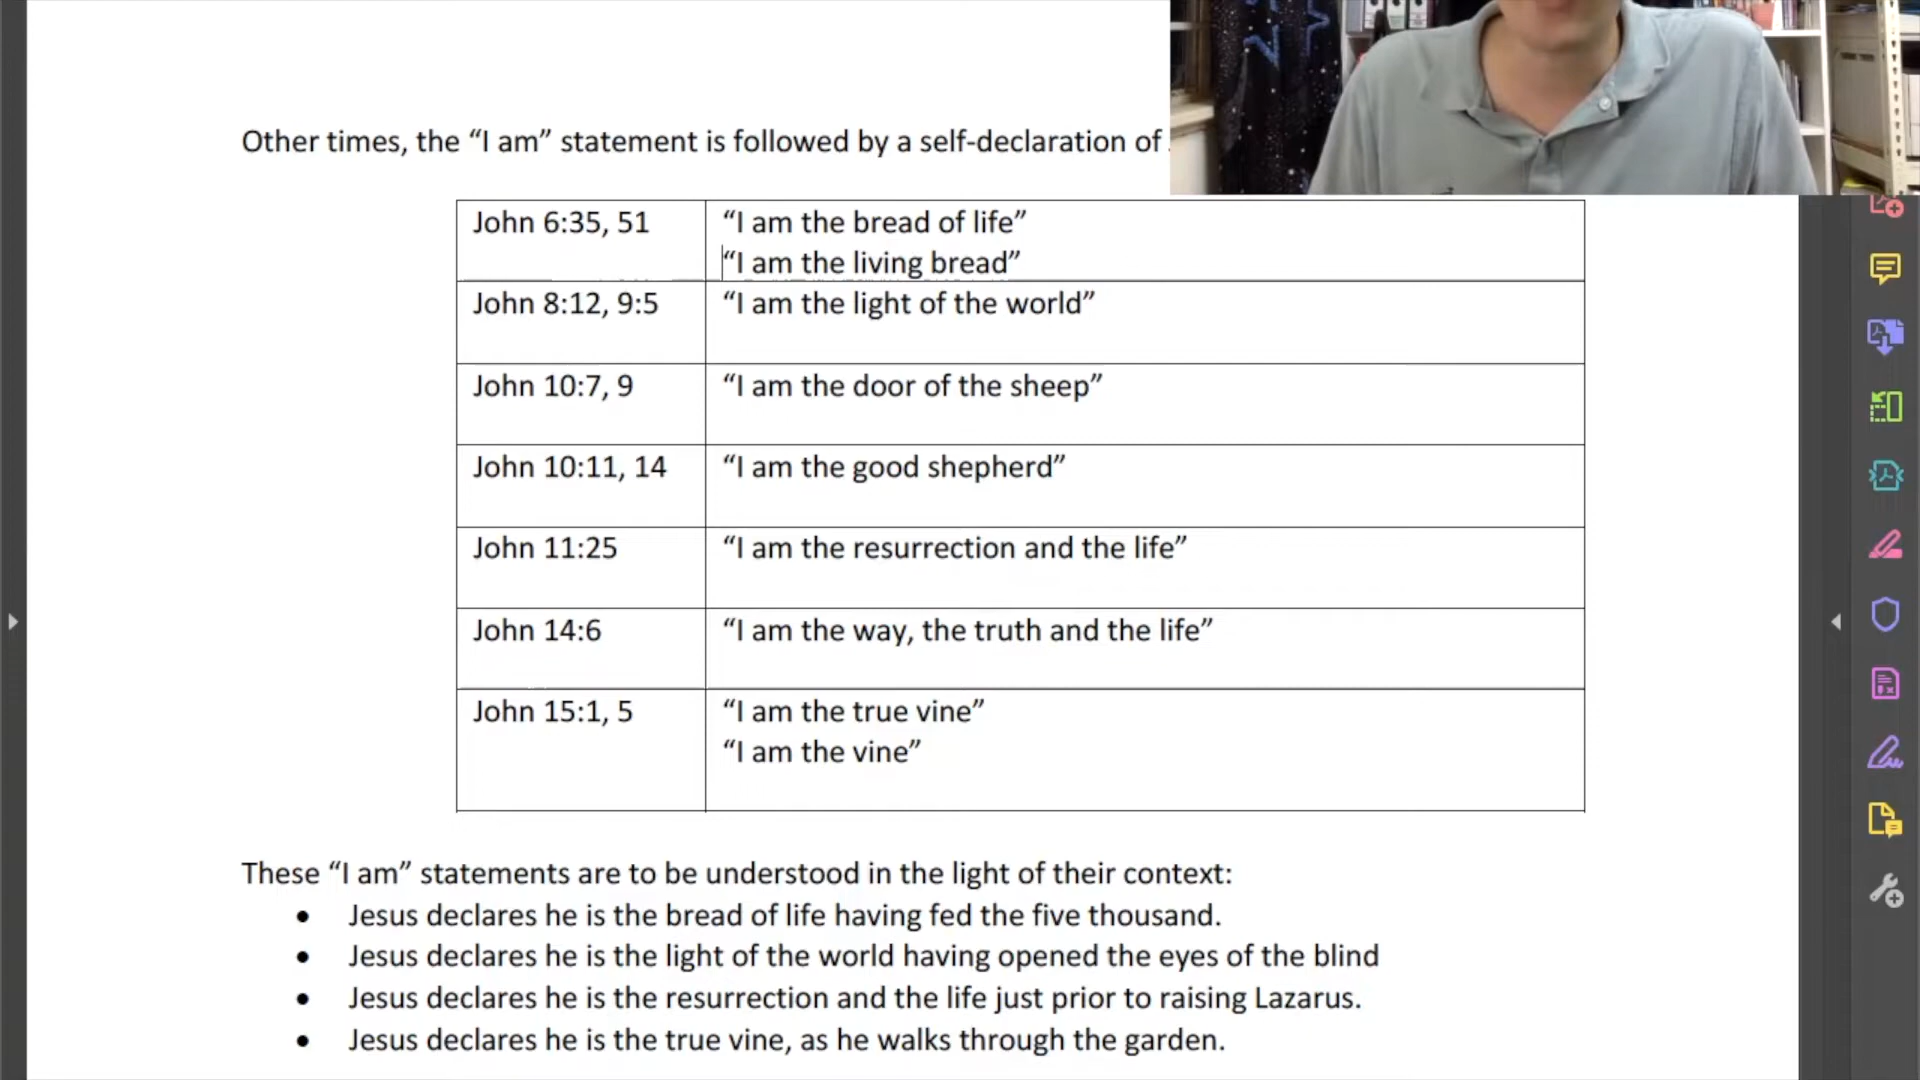 Other times, the “I am” statement is followed by a self-declaration of
John 6:35, 51
“I am the bread of life”
“I am the living bread”
John 8:12, 9:5
“I am the light of the world”
John 10:7, 9
“I am the door of the sheep”
John 10:11, 14
“I am the good shepherd”
John 11:25
“I am the resurrection and the life”
John 14:6
“I am the way, the truth and the life”
John 15:1, 5
“I am the true vine”
“I am the vine”
These “I am” statements are to be understood in the light of their context:
• Jesus declares he is the bread of life having fed the five thousand.
• Jesus declares he is the light of the world having opened the eyes of the blind
• Jesus declares he is the resurrection and the life just prior to raising Lazarus.
• Jesus declares he is the true vine, as he walks through the garden.